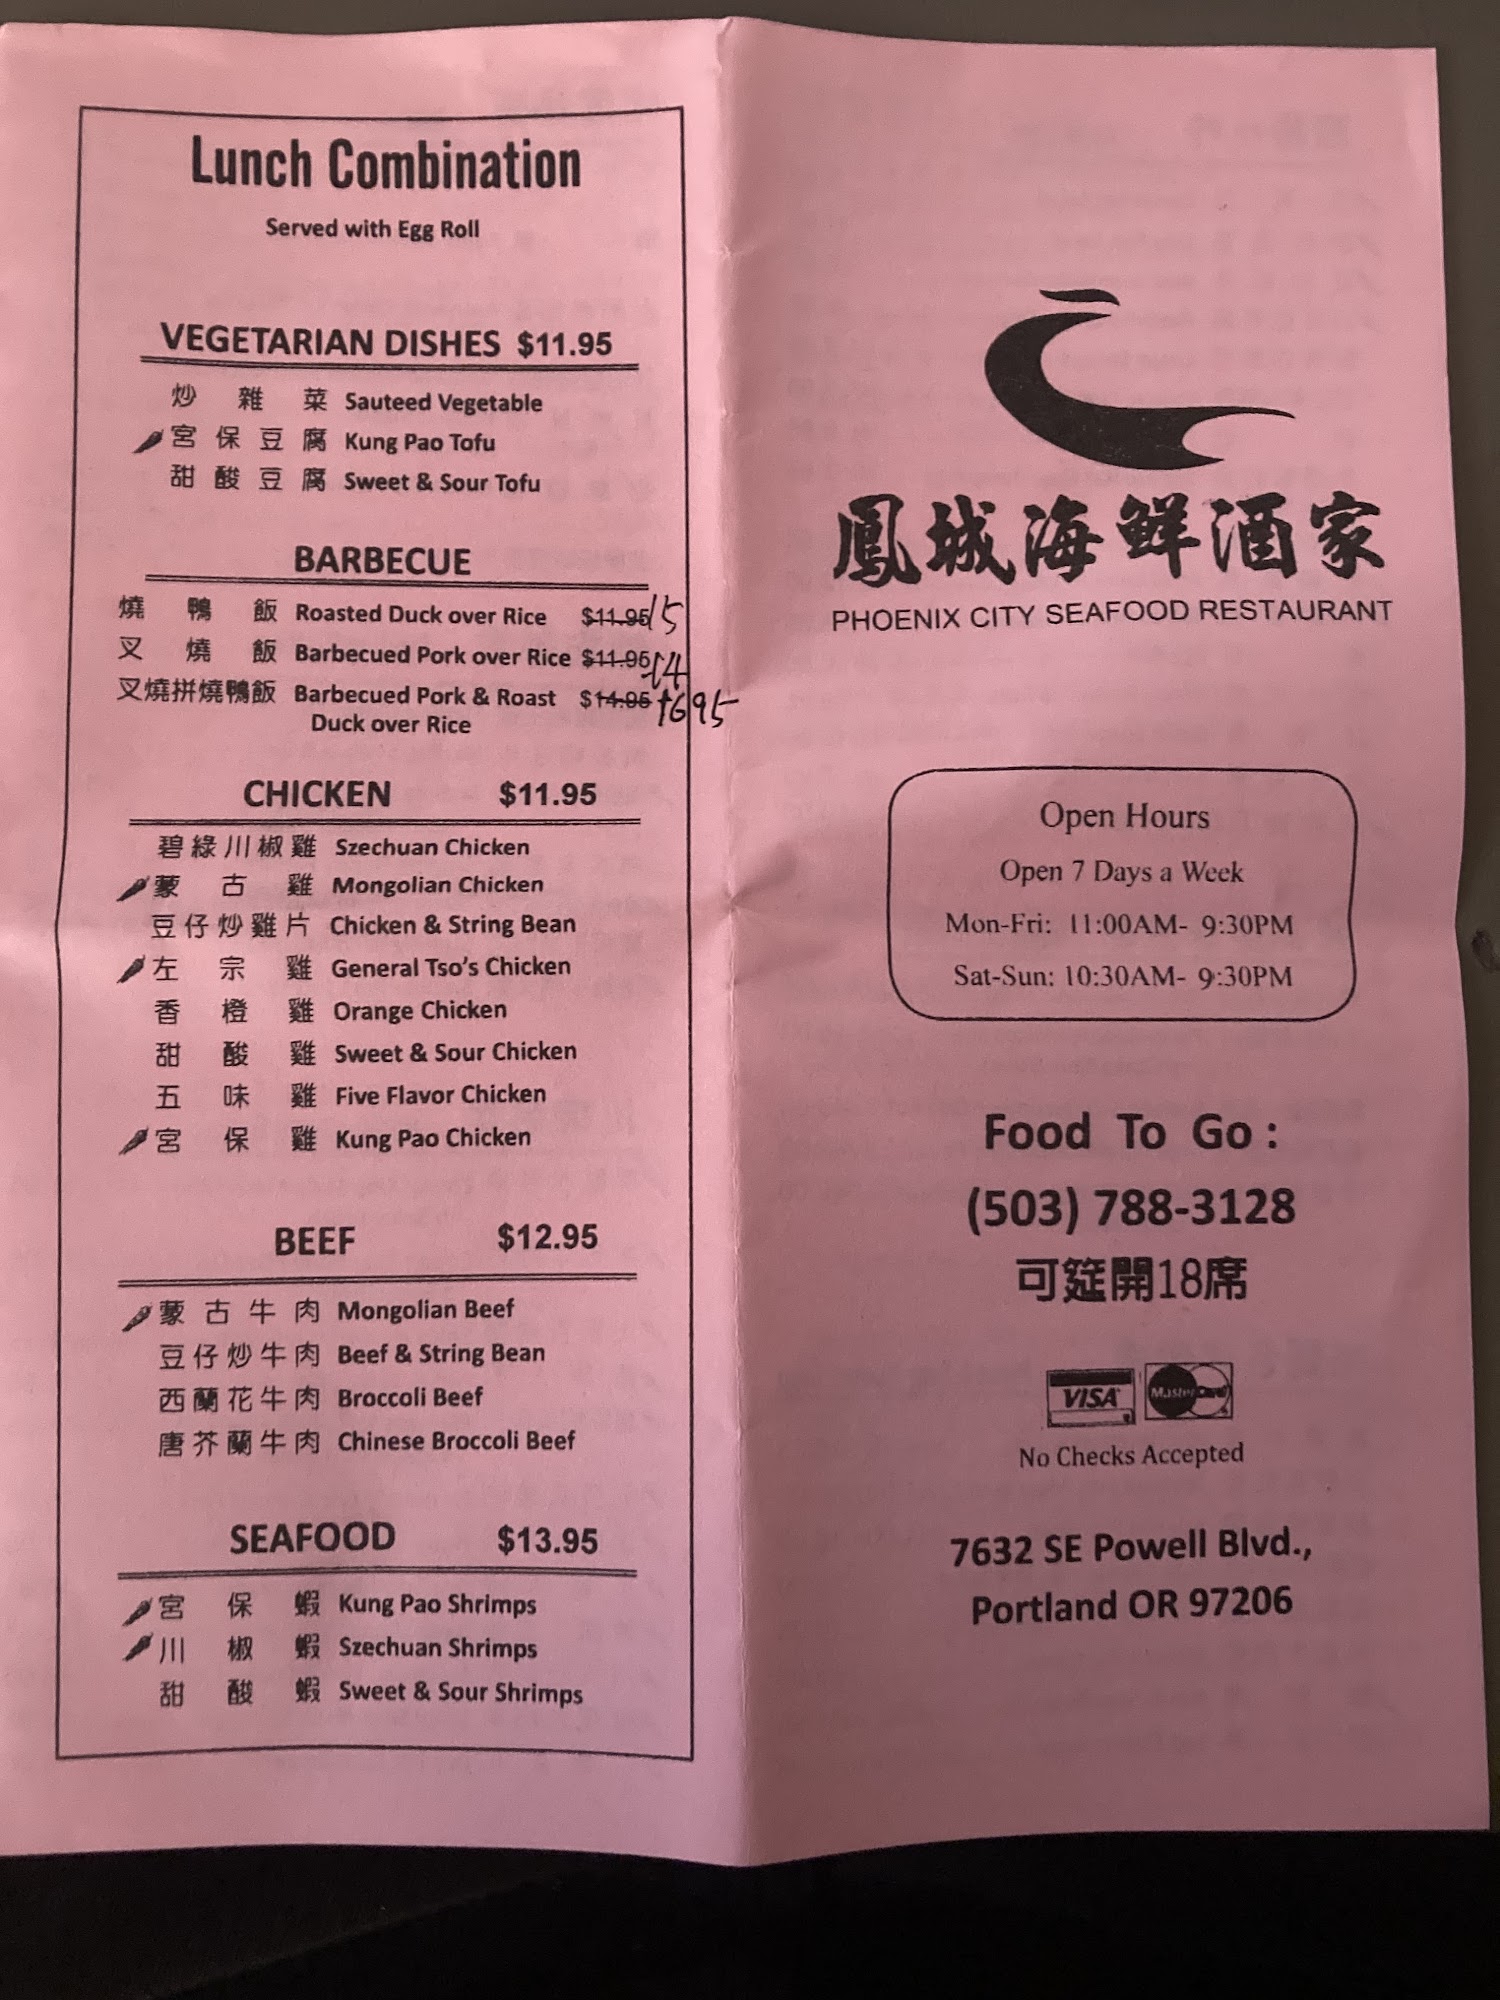 Lunch Combination
Served with Egg Roll
VEGETARIAN DISHES $11.95
炒雜菜 Sauteed Vegetable
宮保豆腐 Kung Pao Tofu
甜酸豆腐 Sweet & Sour Tofu
BARBECUE
燒鴨飯 Roasted Duck over Rice $11.95 15
叉燒飯 Barbecued Pork over Rice $11.95 14
叉燒拼燒鴨飯 Barbecued Pork & Roast $14.95 16 95
Duck over Rice
CHICKEN $11.95
碧綠川椒雞 Szechuan Chicken
蒙古雞 Mongolian Chicken
豆仔炒雞片 Chicken & String Bean
左宗雞 General Tso's Chicken
香橙雞 Orange Chicken
甜酸雞 Sweet & Sour Chicken
五味雞 Five Flavor Chicken
宮保雞 Kung Pao Chicken
BEEF $12.95
蒙古牛肉 Mongolian Beef
豆仔炒牛肉 Beef & String Bean
西蘭花牛肉 Broccoli Beef
唐芥蘭牛肉 Chinese Broccoli Beef
SEAFOOD $13.95
宮保蝦 Kung Pao Shrimps
川椒蝦 Szechuan Shrimps
甜酸蝦 Sweet & Sour Shrimps
鳳城海鮮酒家
PHOENIX CITY SEAFOOD RESTAURANT
Open Hours
Open 7 Days a Week
Mon-Fri: 11:00AM- 9:30PM
Sat-Sun: 10:30AM- 9:30PM
Food To Go :
(503) 788-3128
可筵開18席
VISA MasterCard
No Checks Accepted
7632 SE Powell Blvd.,
Portland OR 97206